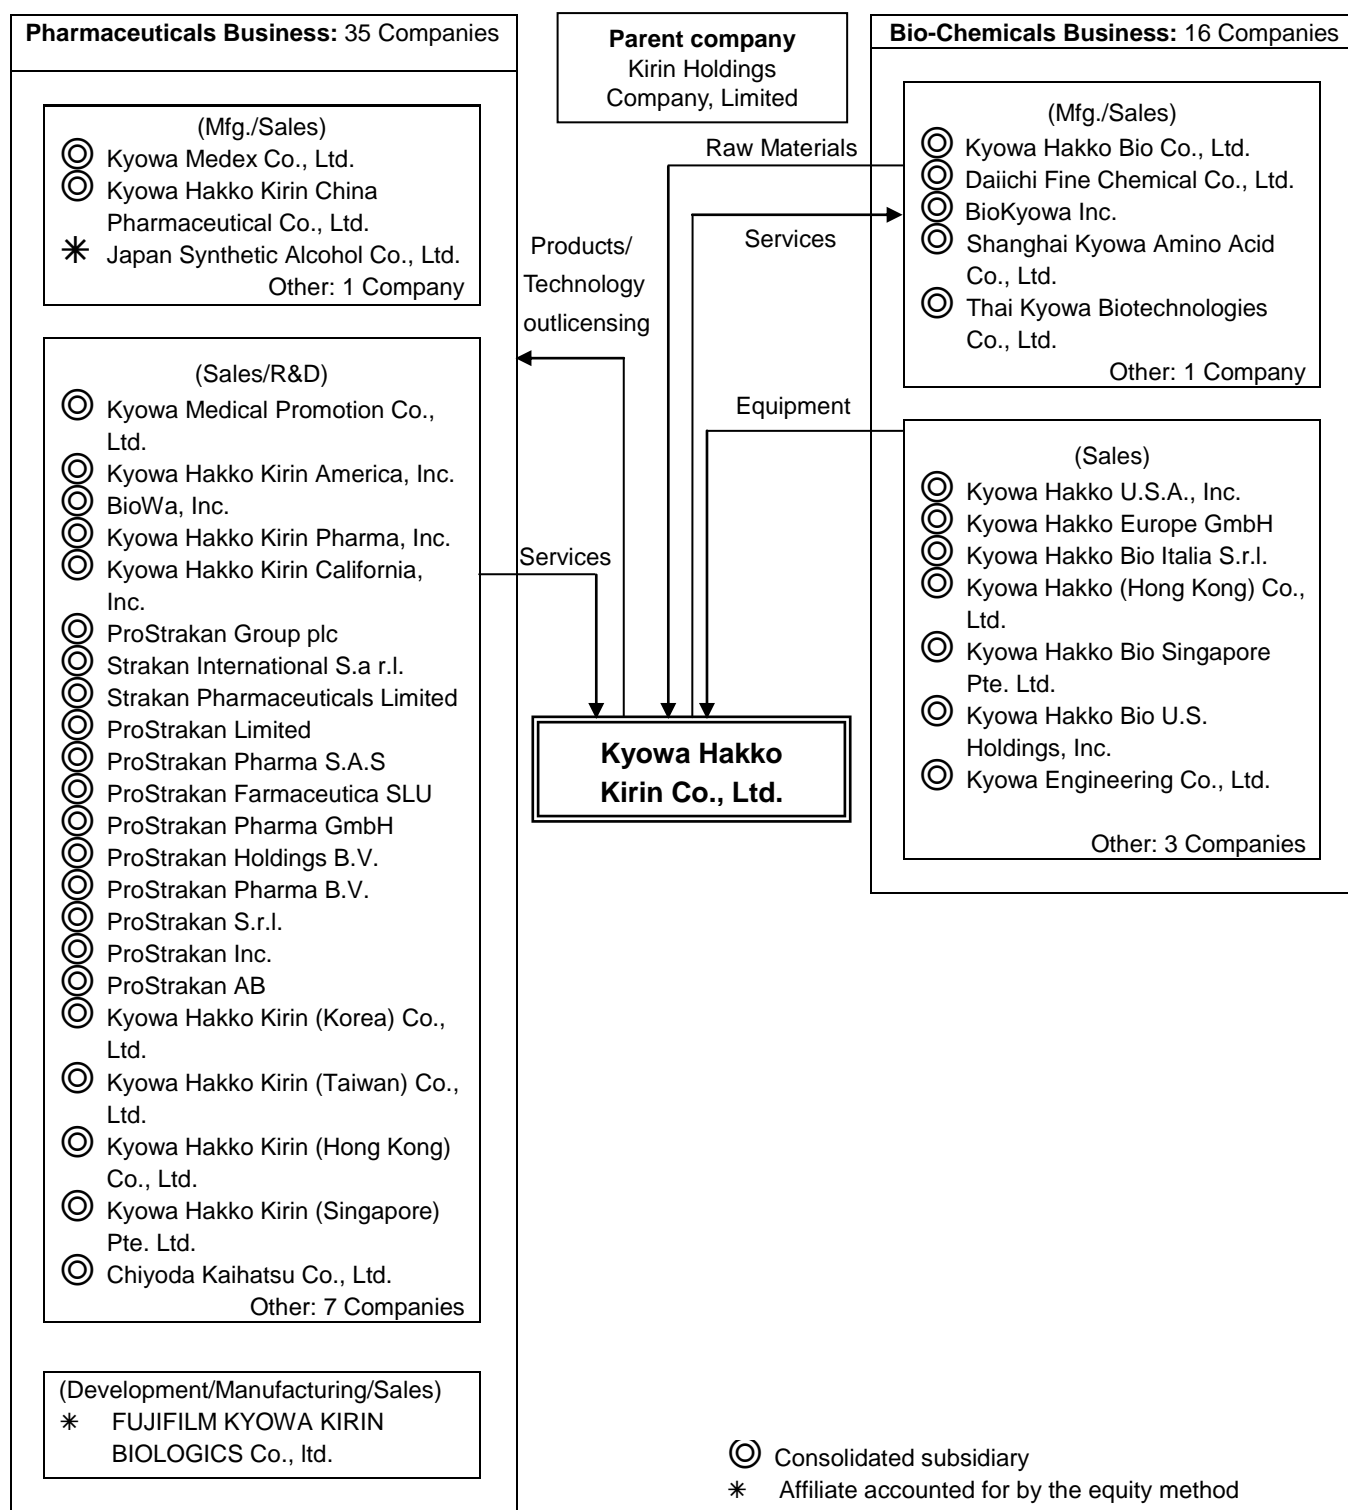 Pharmaceuticals Business: 35 Companies
(Mfg./Sales)
◎ Kyowa Medex Co., Ltd.
◎ Kyowa Hakko Kirin China
Pharmaceutical Co., Ltd.
* Japan Synthetic Alcohol Co., Ltd.
Other: 1 Company
(Sales/R&D)
◎ Kyowa Medical Promotion Co.,
Ltd.
◎ Kyowa Hakko Kirin America, Inc.
◎ BioWa, Inc.
◎ Kyowa Hakko Kirin Pharma, Inc.
◎ Kyowa Hakko Kirin California,
Inc.
◎ ProStrakan Group plc
◎ Strakan International S.a r.l.
◎ Strakan Pharmaceuticals Limited
◎ ProStrakan Limited
◎ ProStrakan Pharma S.A.S
◎ ProStrakan Farmaceutica SLU
◎ ProStrakan Pharma GmbH
◎ ProStrakan Holdings B.V.
◎ ProStrakan Pharma B.V.
◎ ProStrakan S.r.l.
◎ ProStrakan Inc.
◎ ProStrakan AB
◎ Kyowa Hakko Kirin (Korea) Co.,
Ltd.
◎ Kyowa Hakko Kirin (Taiwan) Co.,
Ltd.
◎ Kyowa Hakko Kirin (Hong Kong)
Co., Ltd.
◎ Kyowa Hakko Kirin (Singapore)
Pte. Ltd.
◎ Chiyoda Kaihatsu Co., Ltd.
Other: 7 Companies
(Development/Manufacturing/Sales)
* FUJIFILM KYOWA KIRIN
BIOLOGICS Co., ltd.
Parent company
Kirin Holdings
Company, Limited
Raw Materials
Services
Products/
Technology
outlicensing
Equipment
Services
Kyowa Hakko
Kirin Co., Ltd.
Bio-Chemicals Business: 16 Companies
(Mfg./Sales)
◎ Kyowa Hakko Bio Co., Ltd.
◎ Daiichi Fine Chemical Co., Ltd.
◎ BioKyowa Inc.
◎ Shanghai Kyowa Amino Acid
Co., Ltd.
◎ Thai Kyowa Biotechnologies
Co., Ltd.
Other: 1 Company
(Sales)
◎ Kyowa Hakko U.S.A., Inc.
◎ Kyowa Hakko Europe GmbH
◎ Kyowa Hakko Bio Italia S.r.l.
◎ Kyowa Hakko (Hong Kong) Co.,
Ltd.
◎ Kyowa Hakko Bio Singapore
Pte. Ltd.
◎ Kyowa Hakko Bio U.S.
Holdings, Inc.
◎ Kyowa Engineering Co., Ltd.
Other: 3 Companies
◎ Consolidated subsidiary
* Affiliate accounted for by the equity method